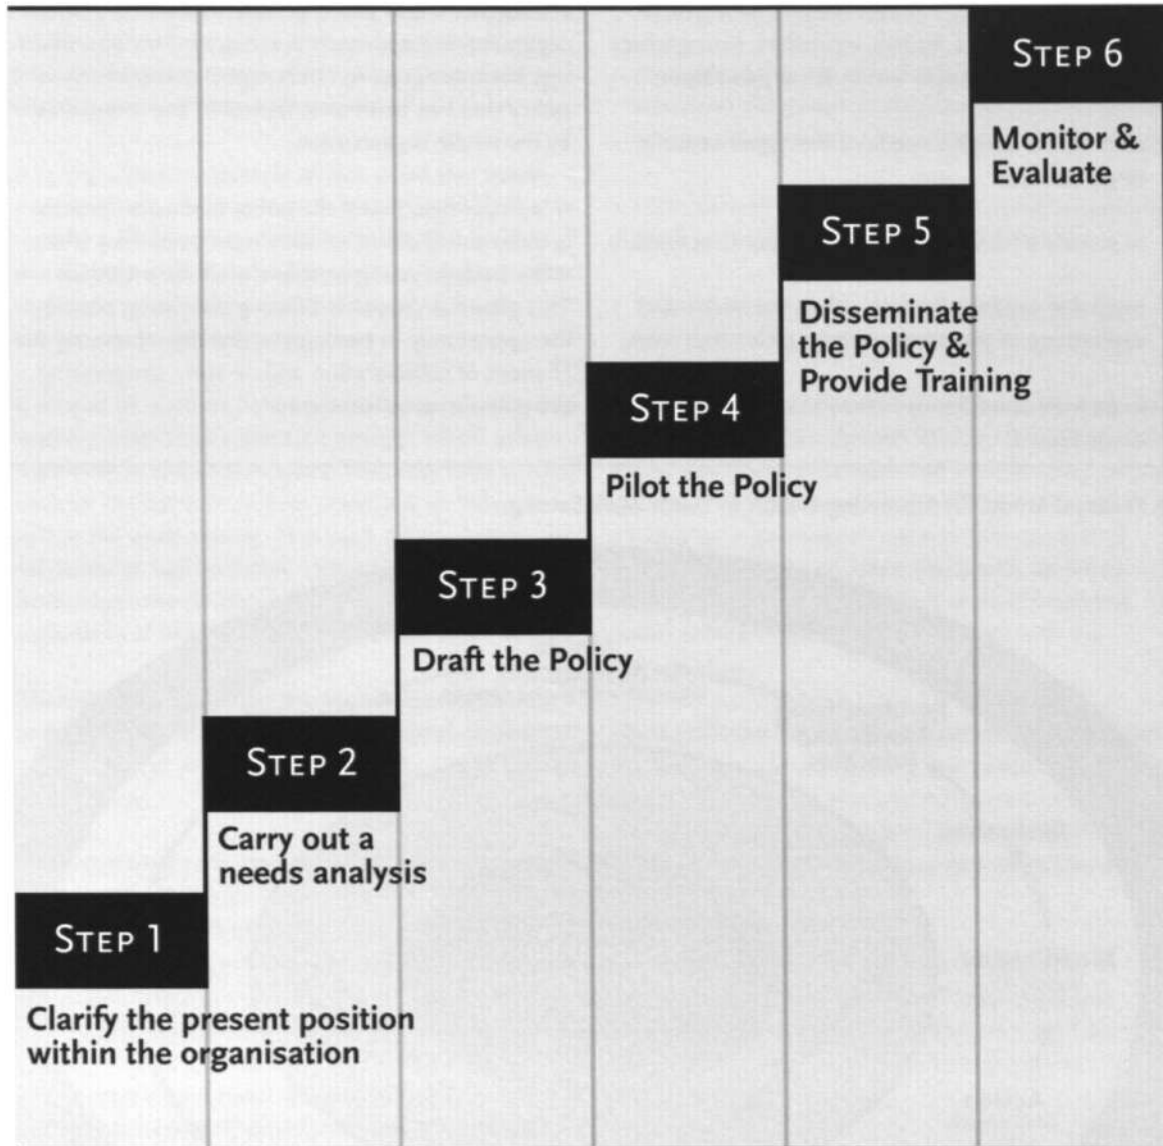 STEP 1
Clarify the present position
within the organisation
STEP 2
Carry out a
needs analysis
STEP 3
Draft the Policy
STEP 4
Pilot the Policy
STEP 5
Disseminate
the Policy &
Provide Training
STEP 6
Monitor &
Evaluate